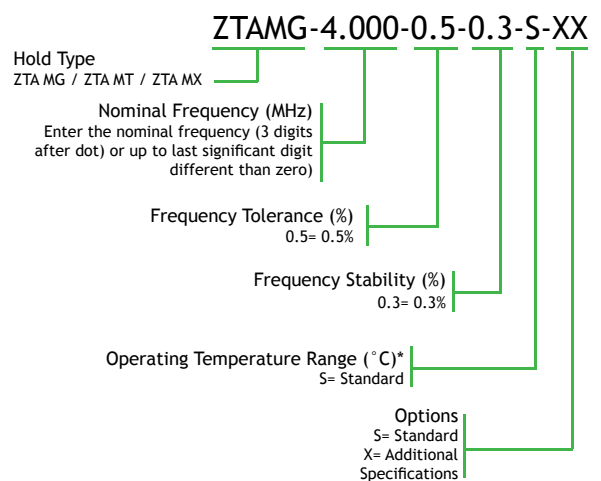 ZTAMG-4.000-0.5-0.3-S-XX
Hold Type
ZTA MG / ZTA MT / ZTA MX
Nominal Frequency (MHz)
Enter the nominal frequency (3 digits
after dot) or up to last significant digit
different than zero)
Frequency Tolerance (%)
0.5= 0.5%
Frequency Stability (%)
0.3= 0.3%
Operating Temperature Range (°C)*
S= Standard
Options
S= Standard
X= Additional
Specifications